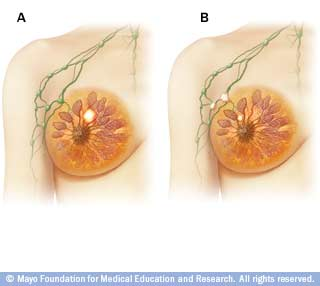 A
B
© Mayo Foundation for Medical Education and Research. All rights reserved.